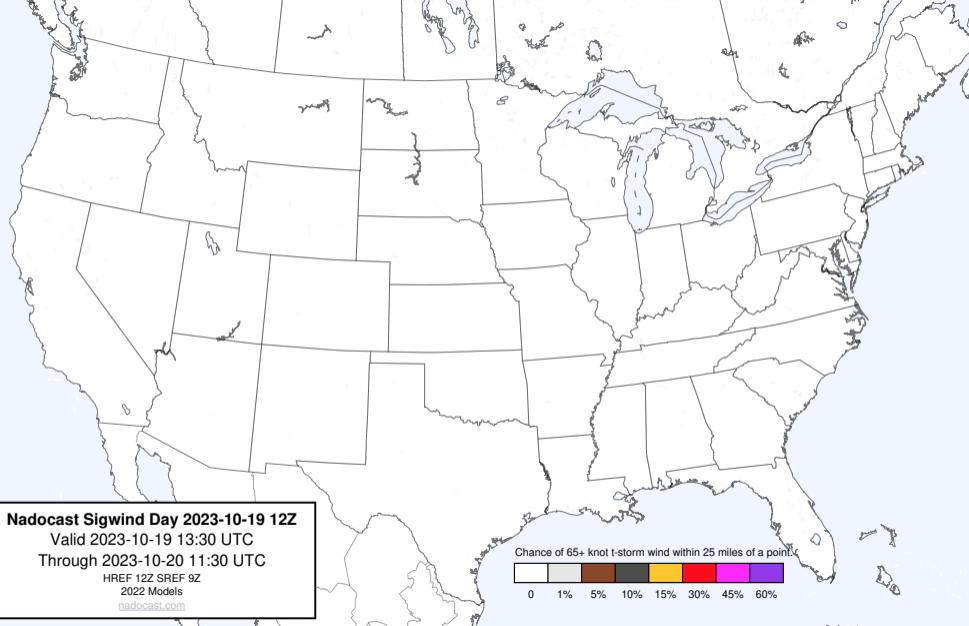 Nadocast Sigwind Day 2023-10-19 12Z
Valid 2023-10-19 13:30 UTC
Through 2023-10-20 11:30 UTC
HREF 12Z SREF 9Z
2022 Models
nadocast.com
Chance of 65+ knot t-storm wind within 25 miles of a point.
0 1% 5% 10% 15% 30% 45% 60%